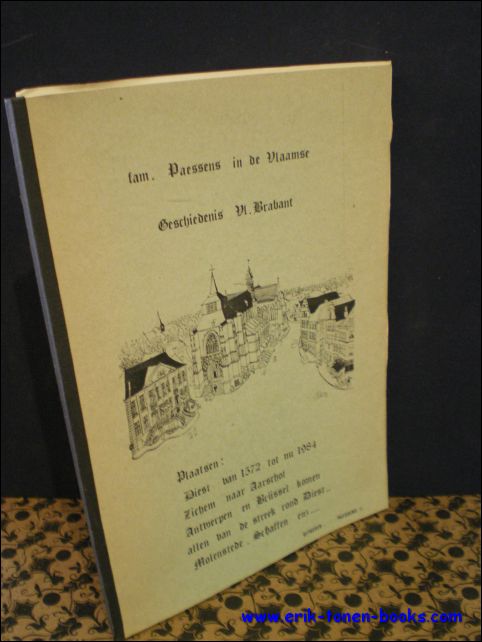 fam. Paessens in de Vlaamse
Geschiedenis Vl. Brabant
Plaatsen:
Diest van 1572 tot nu 1984
Zichem naar Aarschot
Antwerpen en Brüssel komen
allen van de streek rond Diest..
Molenstede.. Schaffen enz....
www.erik-tonen-books.com